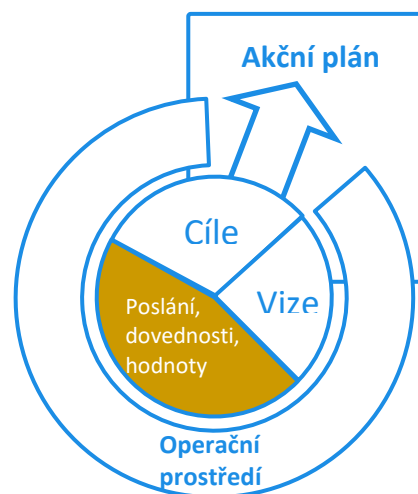 Akční plán
Cíle
Vize
Poslání,
dovednosti,
hodnoty
Operační
prostředí